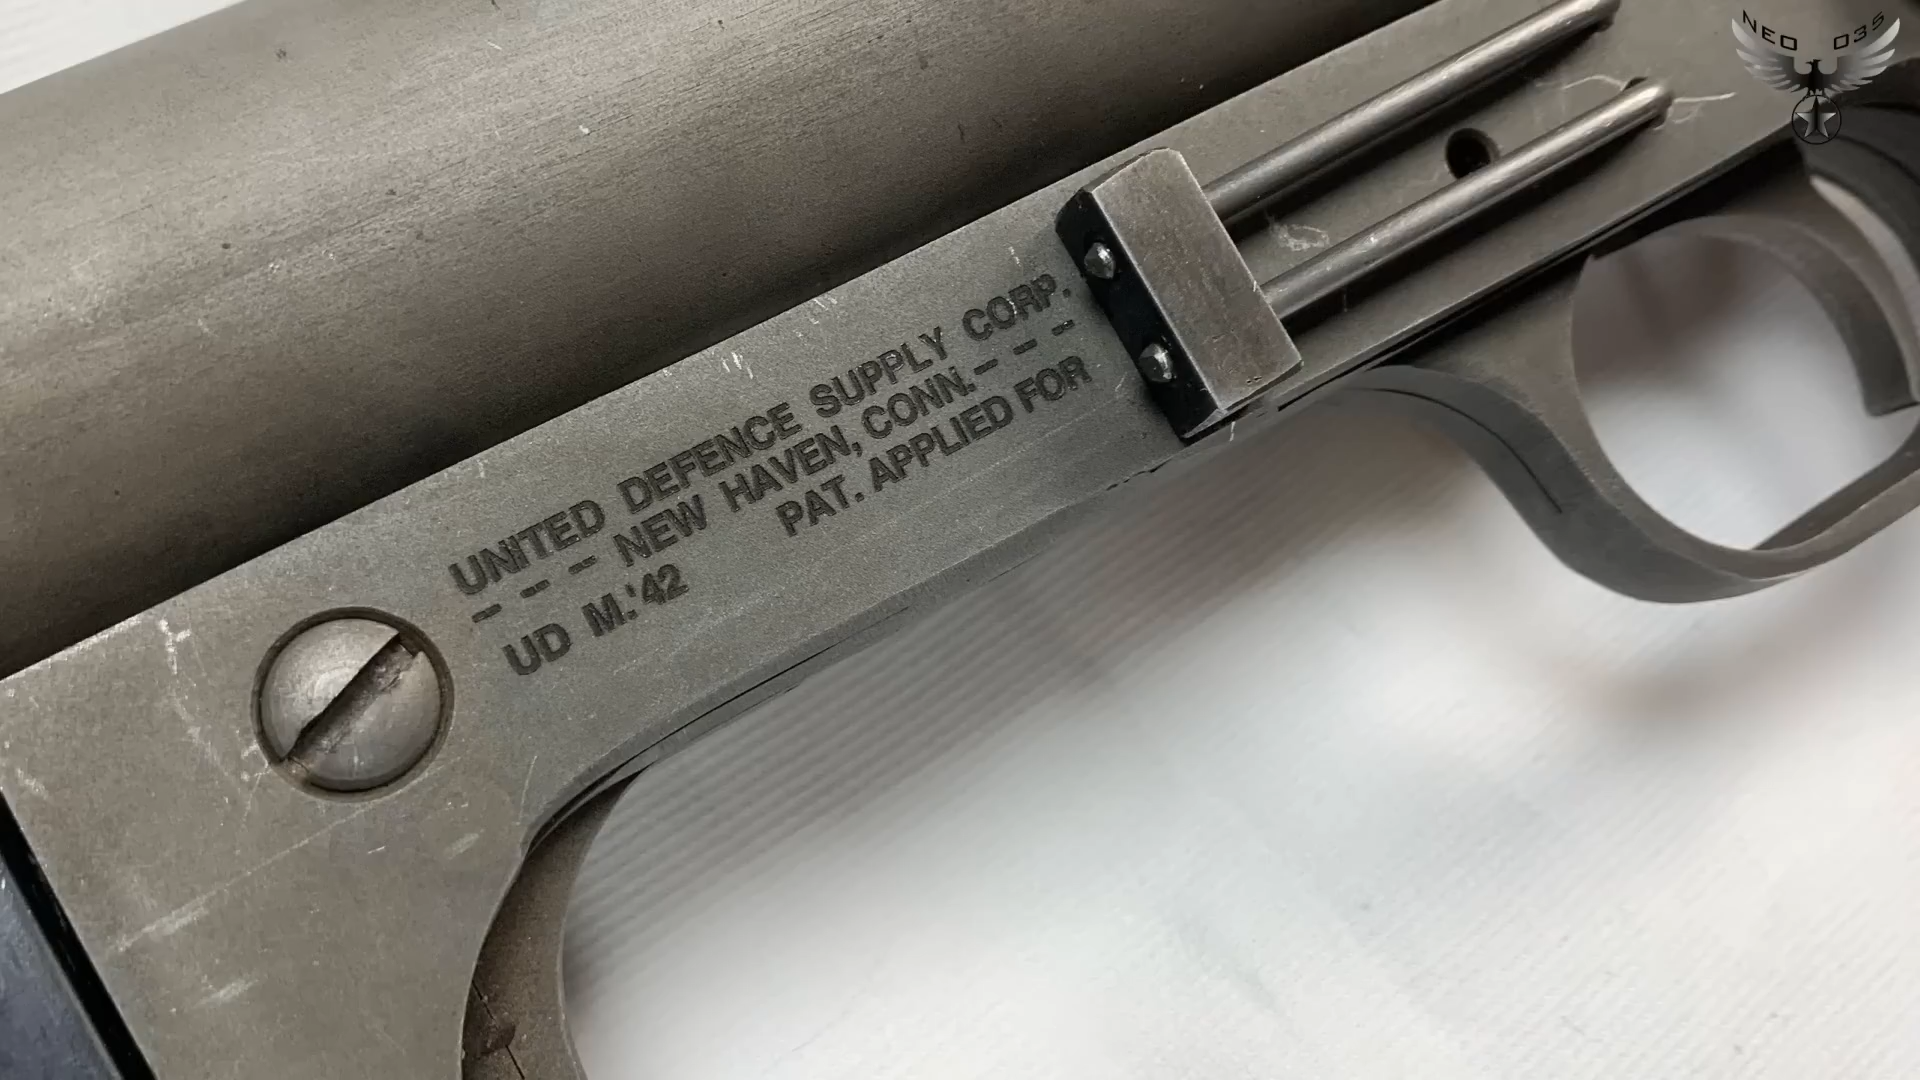 NEO 035
UNITED DEFENCE SUPPLY CORP.
- - - NEW HAVEN, CONN. - - -
PAT. APPLIED FOR
UD M.'42